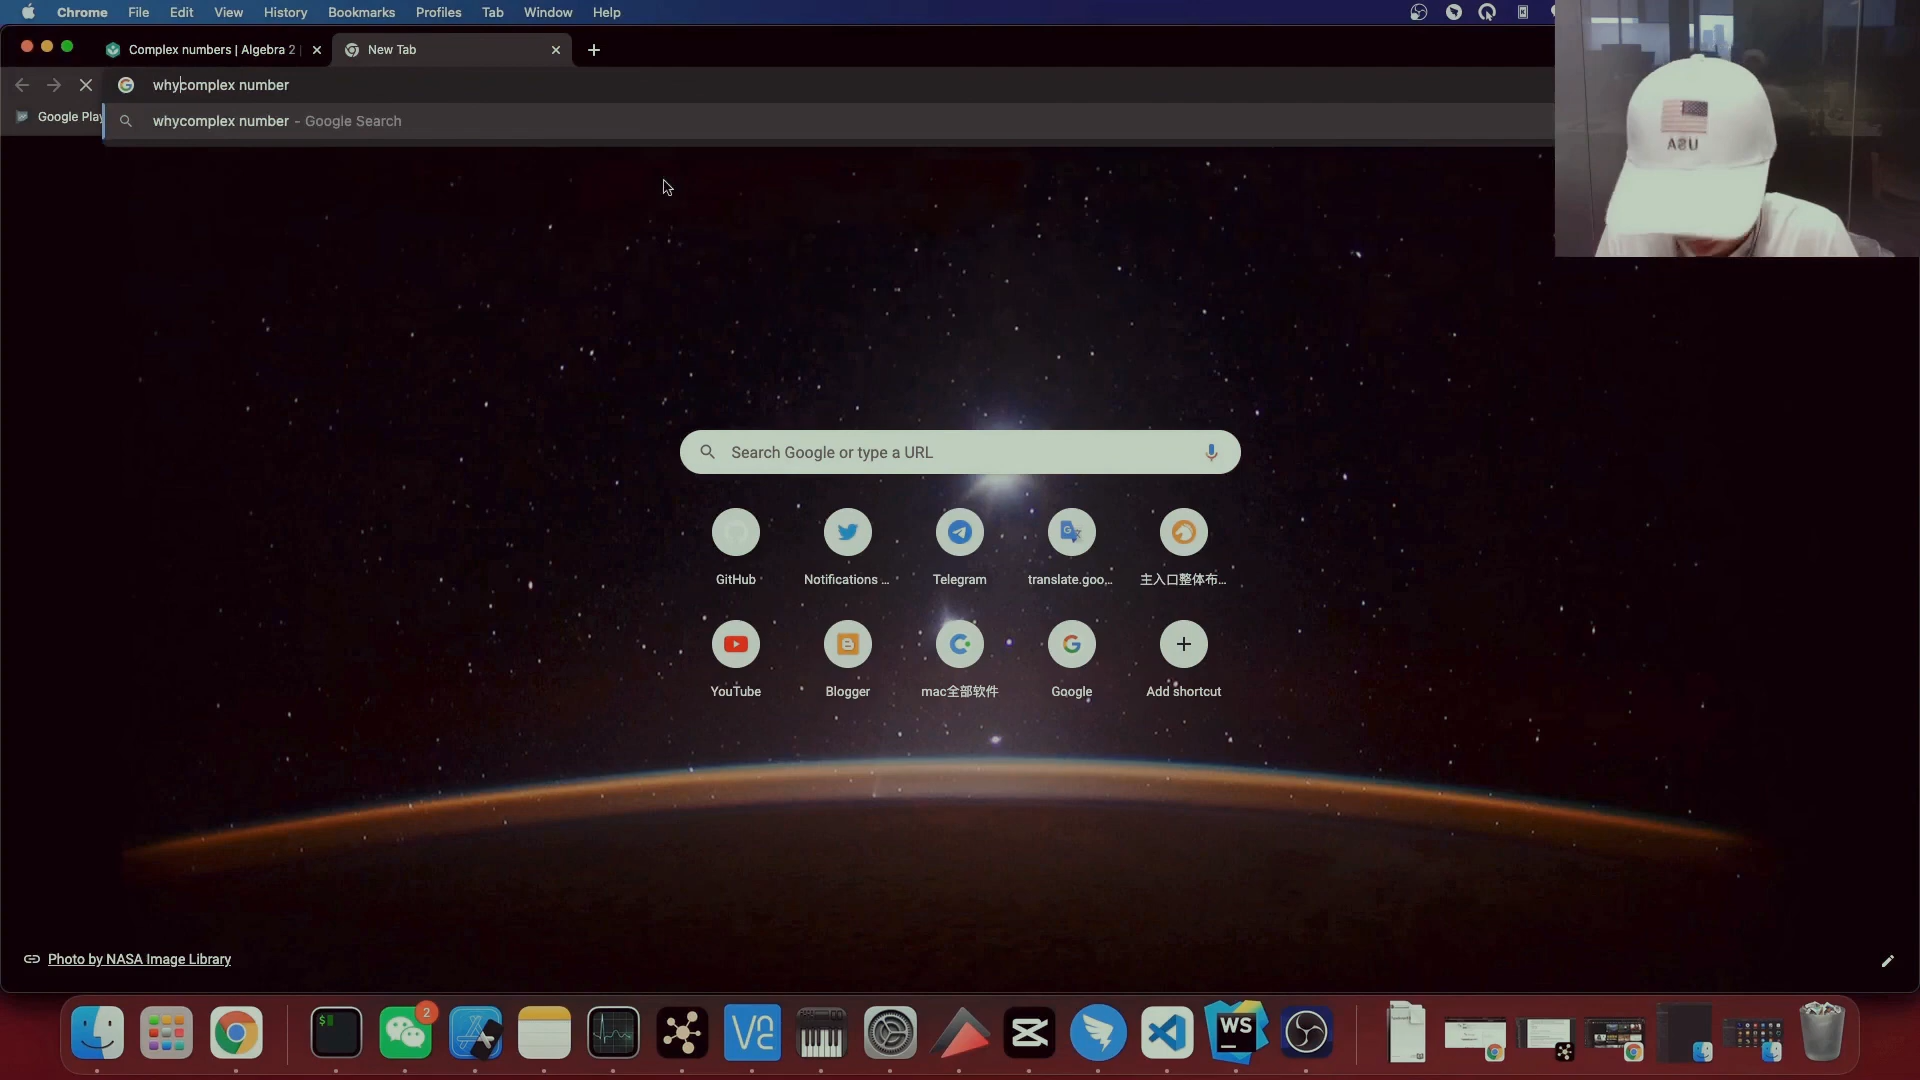 Chrome File Edit View History Bookmarks Profiles Tab Window Help
Complex numbers | Algebra 2 |
New Tab
whycomplex number
Google Play
whycomplex number - Google Search
USA
Search Google or type a URL
GitHub
Notifications ...
Telegram
translate.goo...
主入口整体布...
YouTube
Blogger
mac全部软件
Google
Add shortcut
Photo by NASA Image Library
$
2
WS